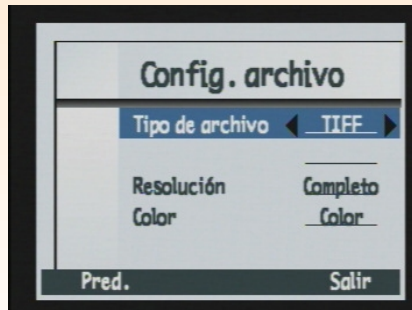 Config. archivo
Tipo de archivo TIFF
Resolución Completo
Color Color
Pred. Salir